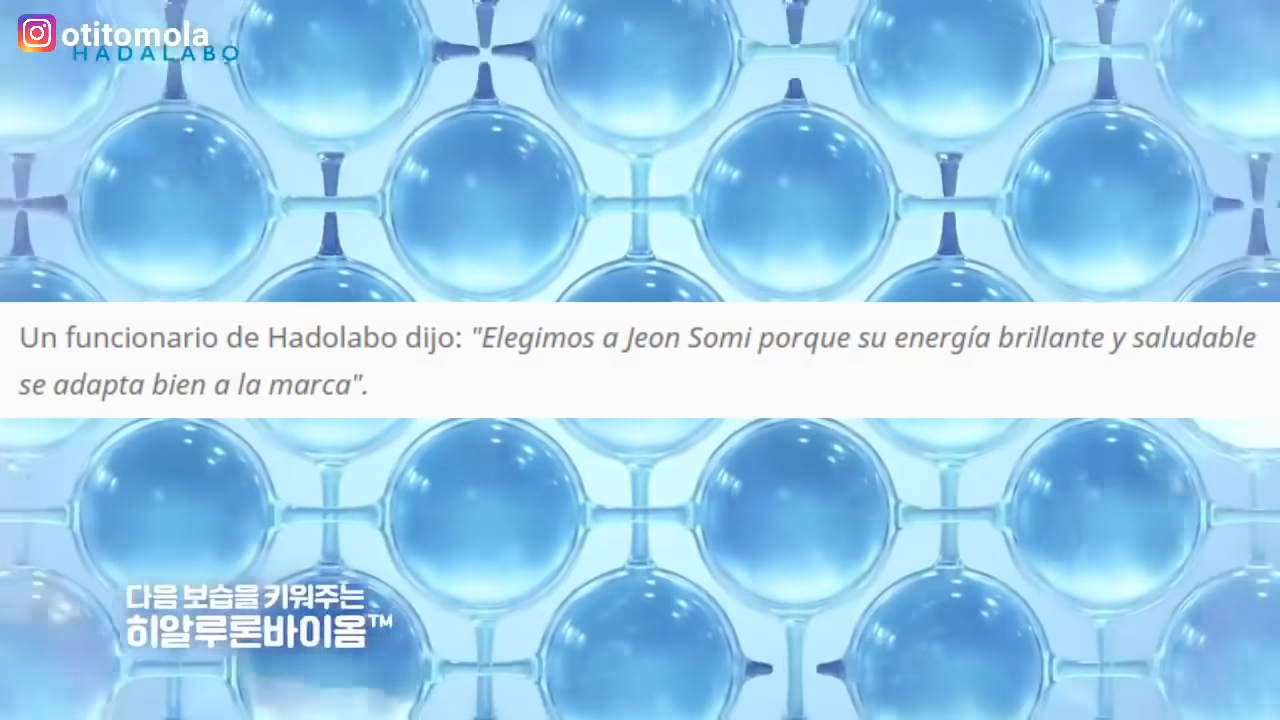 otitomola
HADALABO
Un funcionario de Hadolabo dijo: "Elegimos a Jeon Somi porque su energía brillante y saludable
se adapta bien a la marca".
다음 보습을 키워주는
히알루론바이옴™